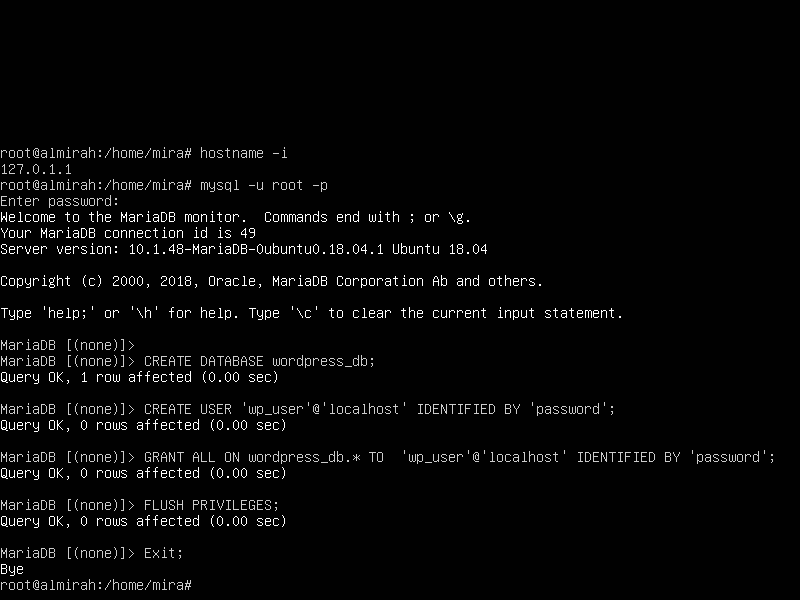 root@almirah:/home/mira# hostname -i
127.0.1.1
root@almirah:/home/mira# mysql -u root -p
Enter password:
Welcome to the MariaDB monitor.  Commands end with ; or \g.
Your MariaDB connection id is 49
Server version: 10.1.48-MariaDB-0ubuntu0.18.04.1 Ubuntu 18.04
Copyright (c) 2000, 2018, Oracle, MariaDB Corporation Ab and others.
Type 'help;' or '\h' for help. Type '\c' to clear the current input statement.
MariaDB [(none)]>
MariaDB [(none)]> CREATE DATABASE wordpress_db;
Query OK, 1 row affected (0.00 sec)
MariaDB [(none)]> CREATE USER 'wp_user'@'localhost' IDENTIFIED BY 'password';
Query OK, 0 rows affected (0.00 sec)
MariaDB [(none)]> GRANT ALL ON wordpress_db.* TO  'wp_user'@'localhost' IDENTIFIED BY 'password';
Query OK, 0 rows affected (0.00 sec)
MariaDB [(none)]> FLUSH PRIVILEGES;
Query OK, 0 rows affected (0.00 sec)
MariaDB [(none)]> Exit;
Bye
root@almirah:/home/mira#